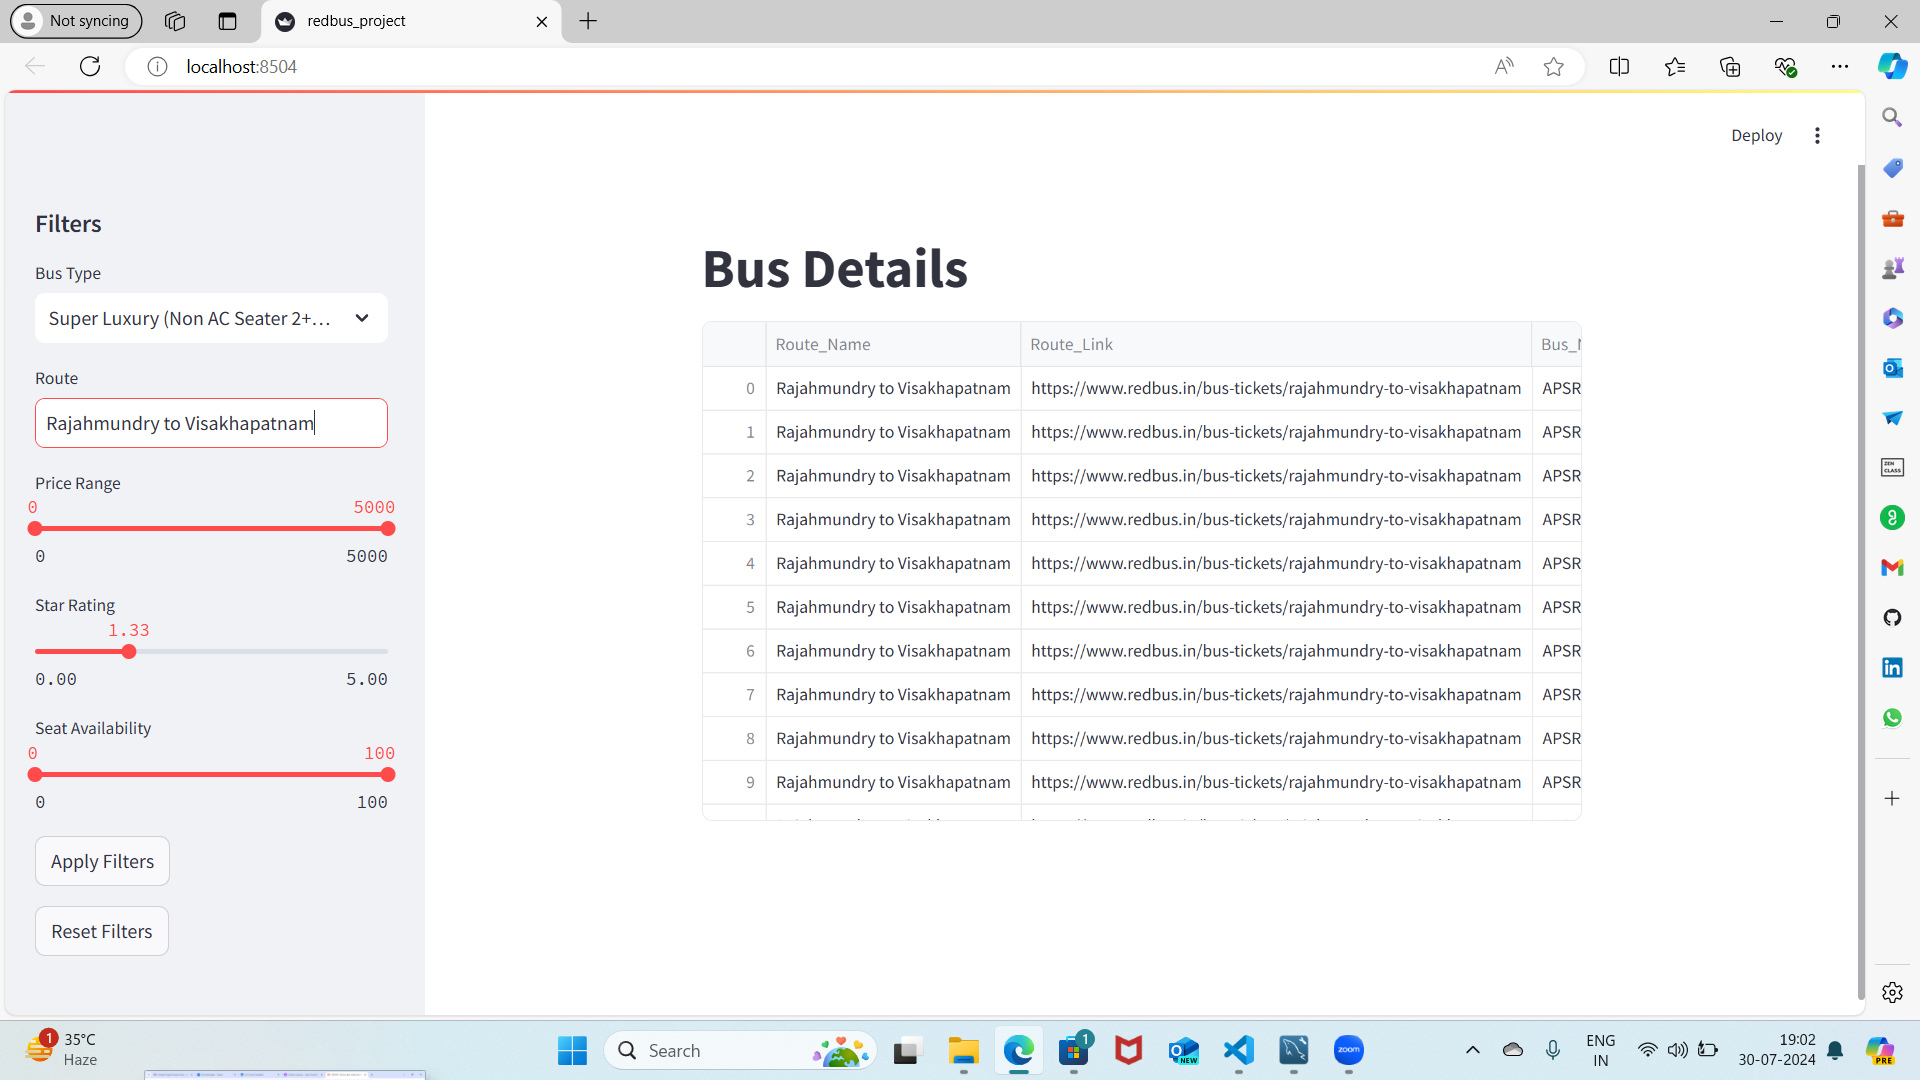 Not syncing
redbus_project
localhost:8504
Deploy
Filters
Bus Type
Super Luxury (Non AC Seater 2+...
Route
Rajahmundry to Visakhapatnam
Price Range
0 5000
0 5000
Star Rating
1.33
0.00 5.00
Seat Availability
0 100
0 100
Apply Filters
Reset Filters
Bus Details
Route_Name Route_Link
0 Rajahmundry to Visakhapatnam https://www.redbus.in/bus-tickets/rajahmundry-to-visakhapatnam APSR
1 Rajahmundry to Visakhapatnam https://www.redbus.in/bus-tickets/rajahmundry-to-visakhapatnam APSR
2 Rajahmundry to Visakhapatnam https://www.redbus.in/bus-tickets/rajahmundry-to-visakhapatnam APSR
3 Rajahmundry to Visakhapatnam https://www.redbus.in/bus-tickets/rajahmundry-to-visakhapatnam APSR
4 Rajahmundry to Visakhapatnam https://www.redbus.in/bus-tickets/rajahmundry-to-visakhapatnam APSR
5 Rajahmundry to Visakhapatnam https://www.redbus.in/bus-tickets/rajahmundry-to-visakhapatnam APSR
6 Rajahmundry to Visakhapatnam https://www.redbus.in/bus-tickets/rajahmundry-to-visakhapatnam APSR
7 Rajahmundry to Visakhapatnam https://www.redbus.in/bus-tickets/rajahmundry-to-visakhapatnam APSR
8 Rajahmundry to Visakhapatnam https://www.redbus.in/bus-tickets/rajahmundry-to-visakhapatnam APSR
9 Rajahmundry to Visakhapatnam https://www.redbus.in/bus-tickets/rajahmundry-to-visakhapatnam APSR
ZEN
CLASS
1
35°C
Haze
Search
1
NEW
zoom
ENG
IN
19:02
30-07-2024
PRE